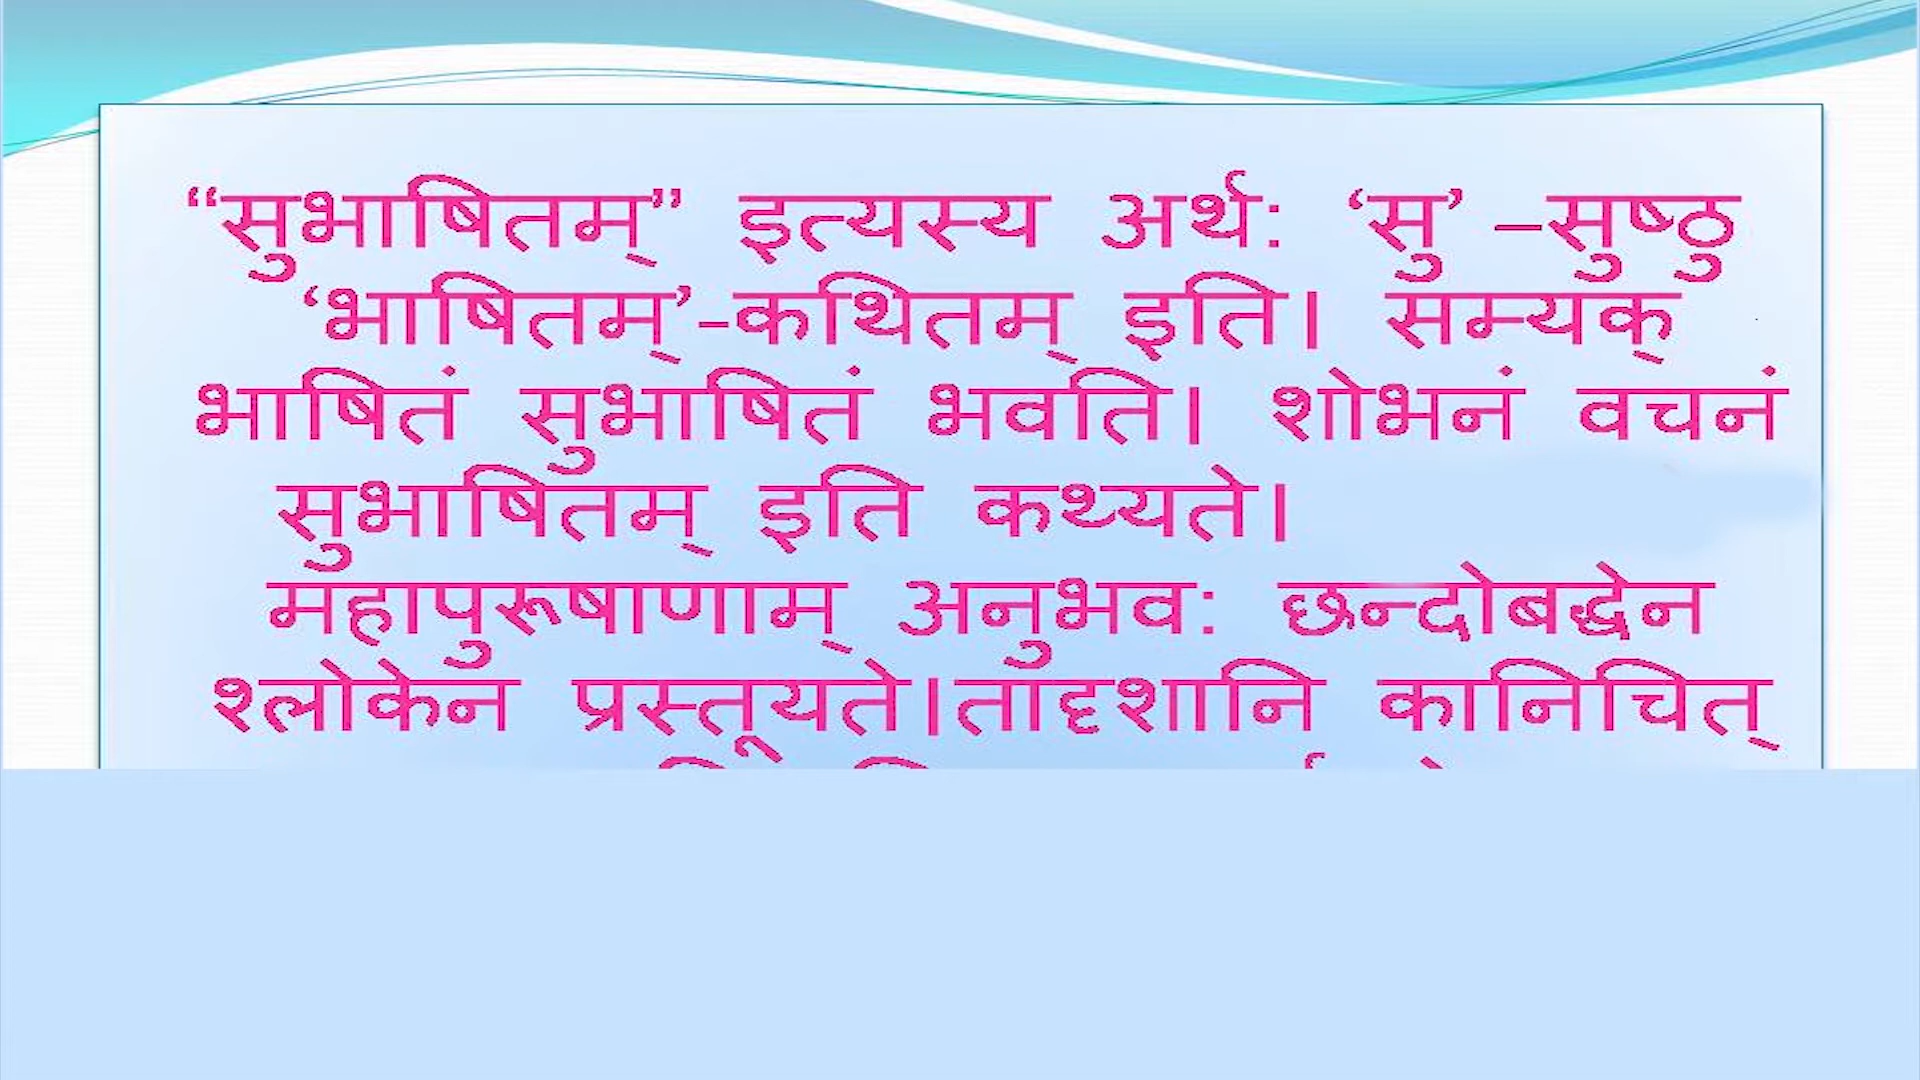 “सुभाषितम्” इत्यस्य अर्थ: ‘सु’ –सुष्ठु
‘भाषितम्’-कथितम् इति। सम्यक्
भाषितं सुभाषितं भवति। शोभनं वचनं
सुभाषितम् इति कथ्यते।
महापुरूषाणाम् अनुभव: छन्दोबद्धेन
श्लोकेन प्रस्तूयते।तादृशानि कानिचित्